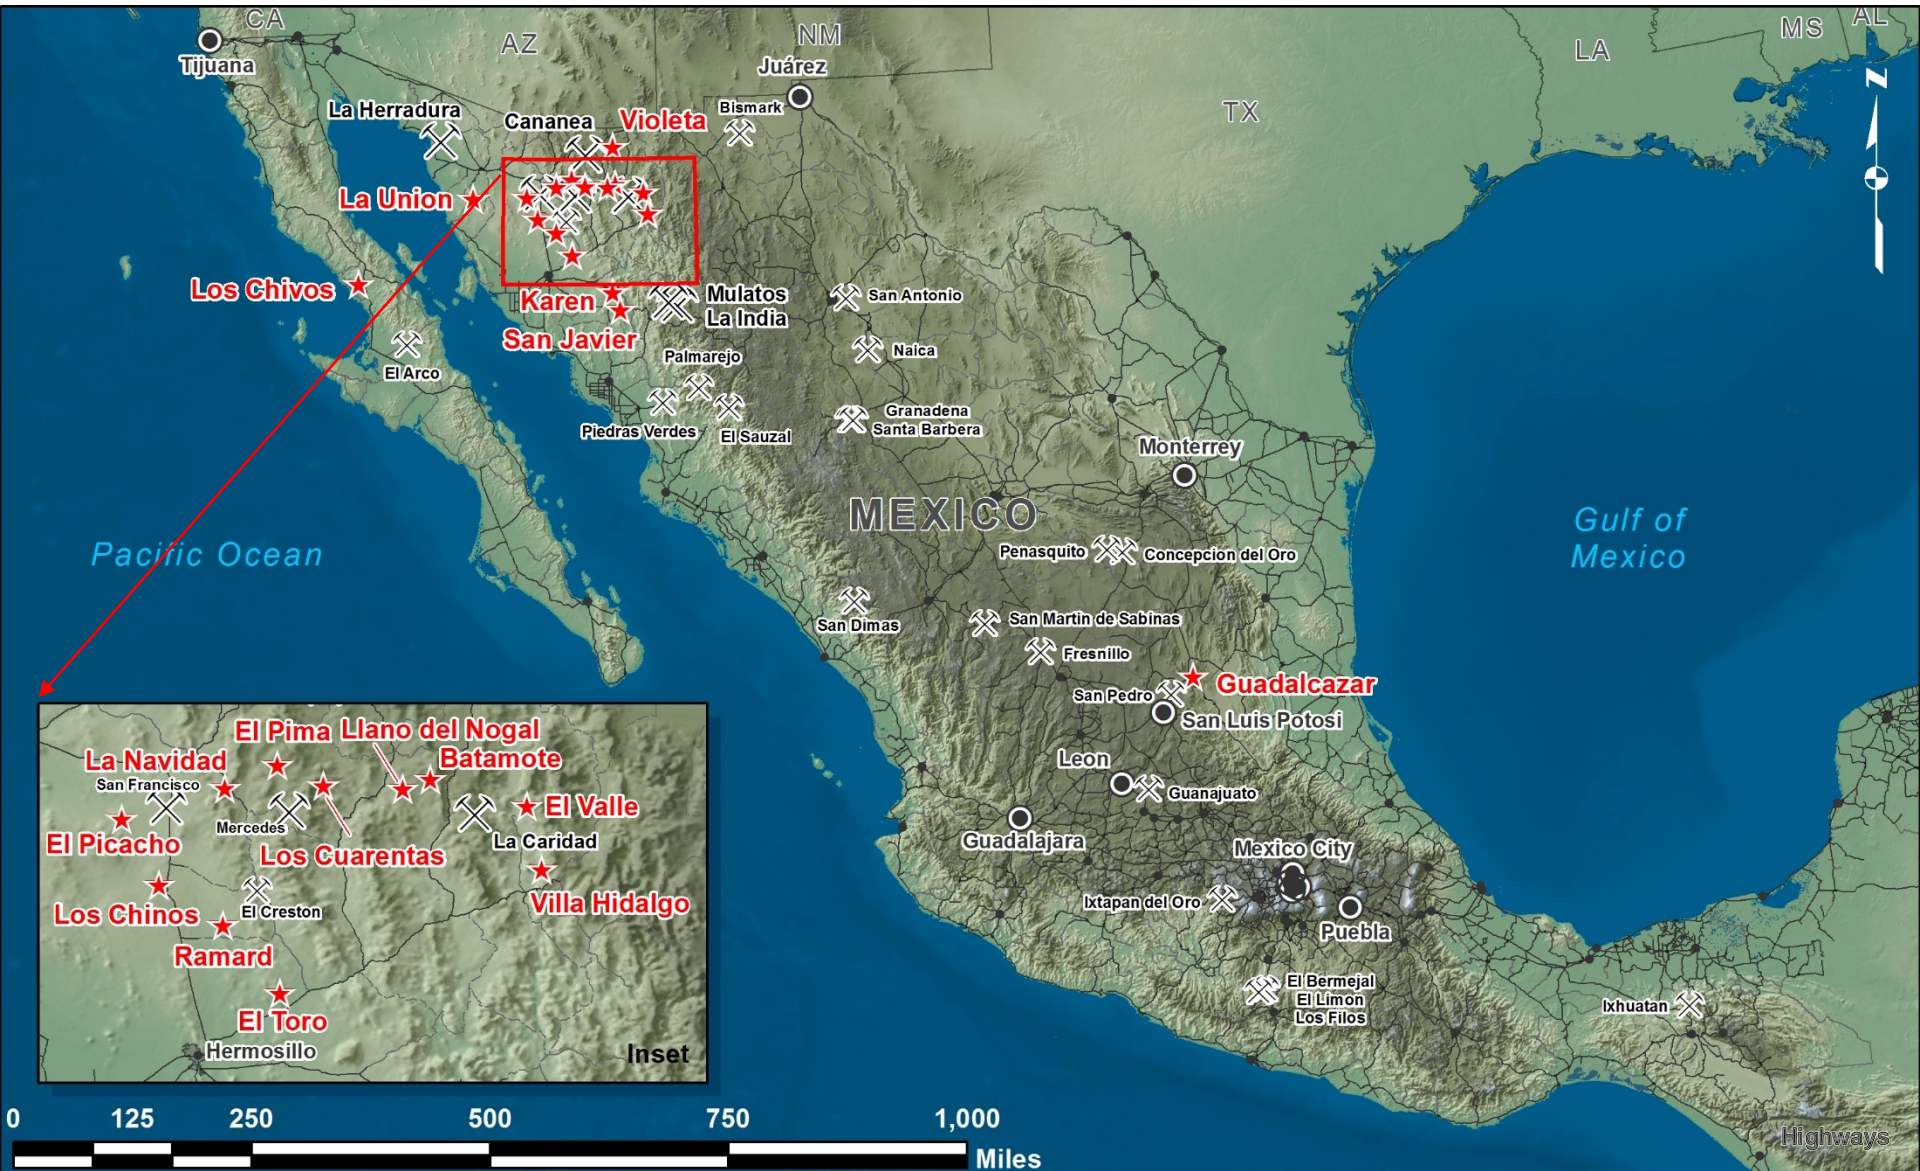 CA
AZ
NM
TX
LA
MS
AL
N
Tijuana
Juárez
La Herradura
Cananea
Violeta
Bismark
La Union
Los Chivos
Karen
San Javier
Mulatos
La India
San Antonio
El Arco
Palmarejo
Naica
Piedras Verdes
El Sauzal
Granadena
Santa Barbera
Monterrey
MEXICO
Pacific Ocean
Gulf of
Mexico
Penasquito
Concepcion del Oro
San Dimas
San Martin de Sabinas
Fresnillo
San Pedro
Guadalcazar
San Luis Potosi
Leon
Guanajuato
Guadalajara
Mexico City
Ixtapan del Oro
Puebla
El Bermejal
El Limon
Los Filos
Ixhuatan
El Pima
Llano del Nogal
La Navidad
Batamote
San Francisco
El Valle
Mercedes
El Picacho
Los Cuarentas
La Caridad
Los Chinos
El Creston
Villa Hidalgo
Ramard
El Toro
Hermosillo
Inset
0 125 250 500 750 1,000
Miles
Highways